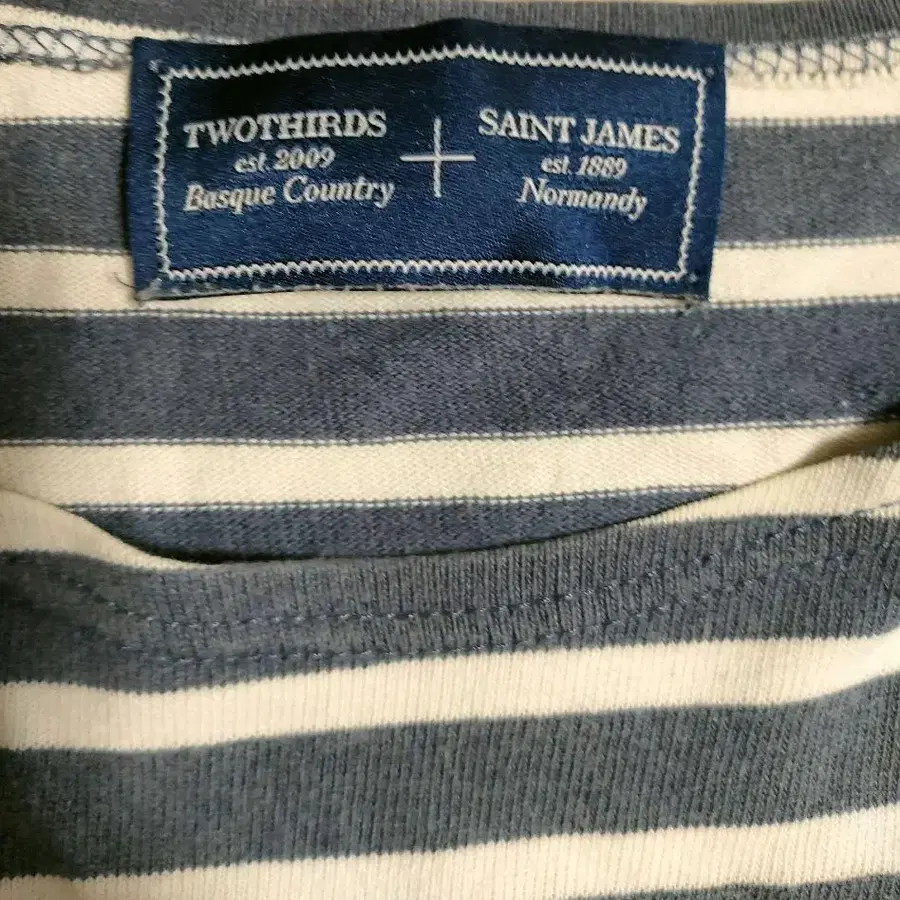 TWOTHIRDS
est. 2009
Basque Country
SAINT JAMES
est. 1889
Normandy